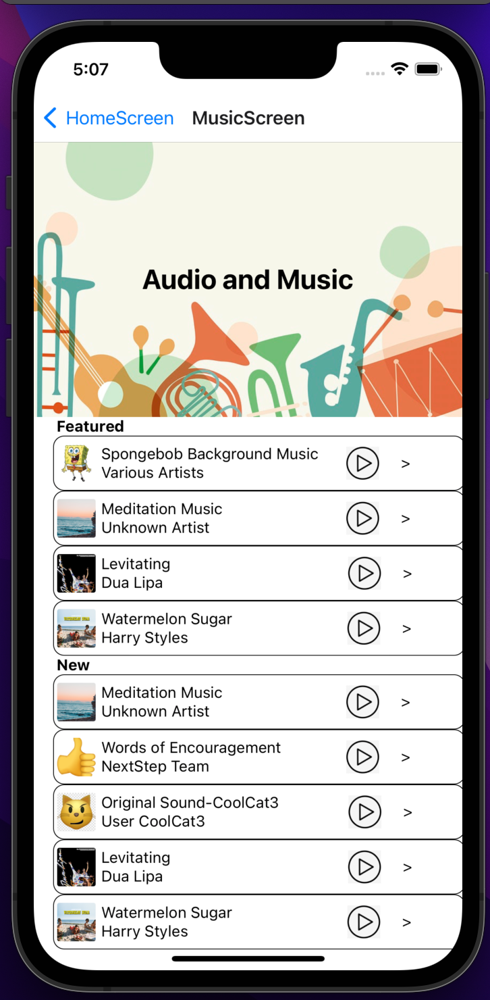 5:07
HomeScreen MusicScreen
Audio and Music
Featured
Spongebob Background Music
Various Artists
>
Meditation Music
Unknown Artist
>
Levitating
Dua Lipa
>
Watermelon Sugar
Harry Styles
>
New
Meditation Music
Unknown Artist
>
Words of Encouragement
NextStep Team
>
Original Sound-CoolCat3
User CoolCat3
>
Levitating
Dua Lipa
>
Watermelon Sugar
Harry Styles
>